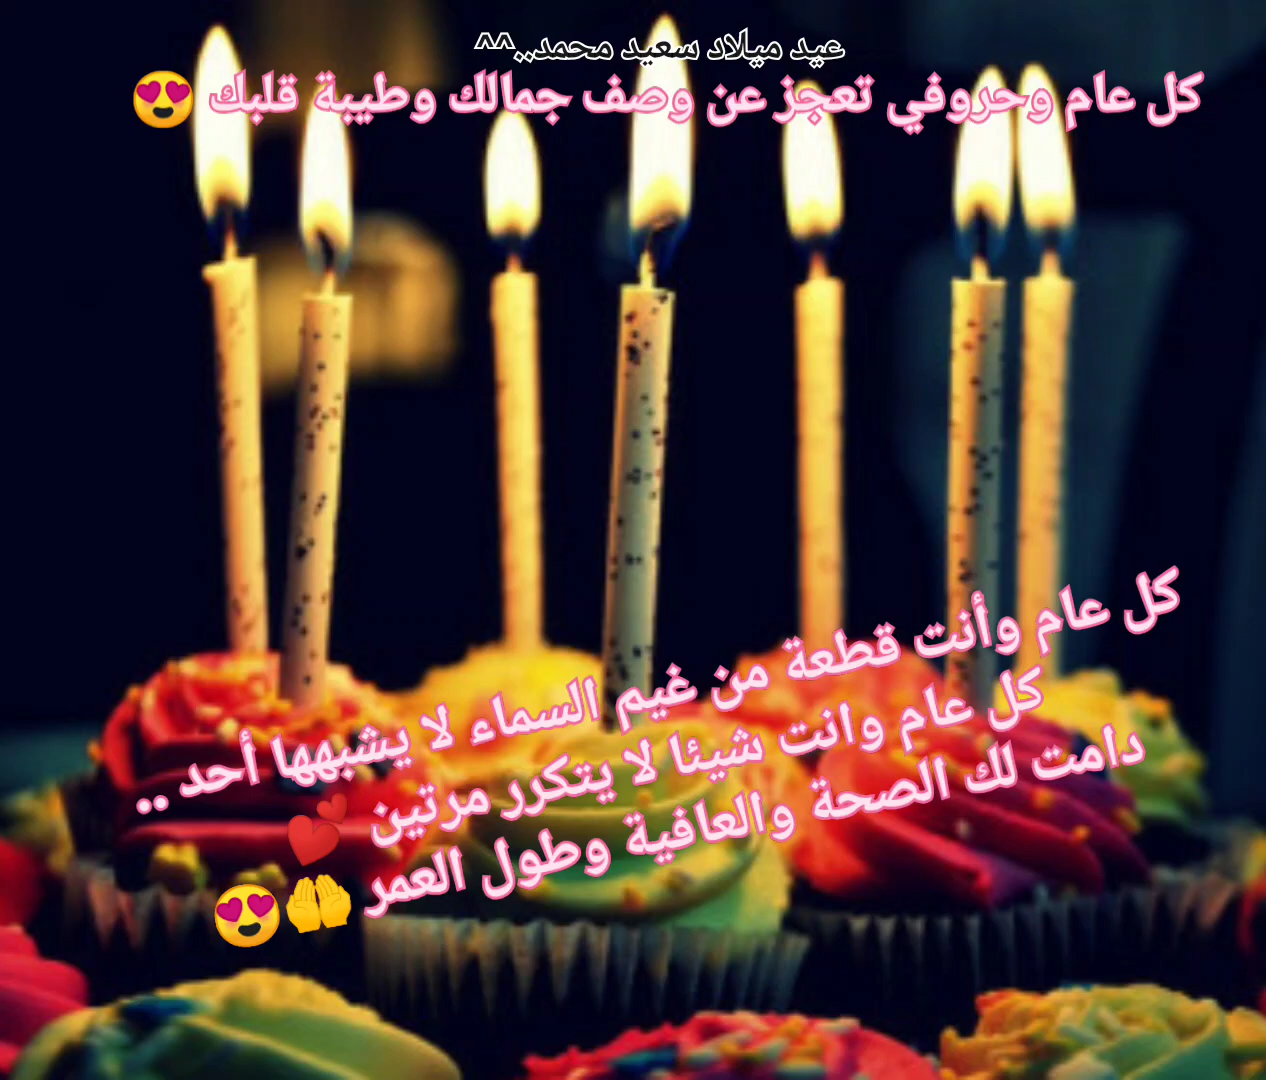 عيد ميلاد سعيد محمد..^^
كل عام وحروفي تعجز عن وصف جمالك وطيبة قلبك 😍
كل عام وأنت قطعة من غيم السماء لا يشبهها أحد ..
كل عام وانت شيئا لا يتكرر مرتين 💕
دامت لك الصحة والعافية وطول العمر 🤲😍